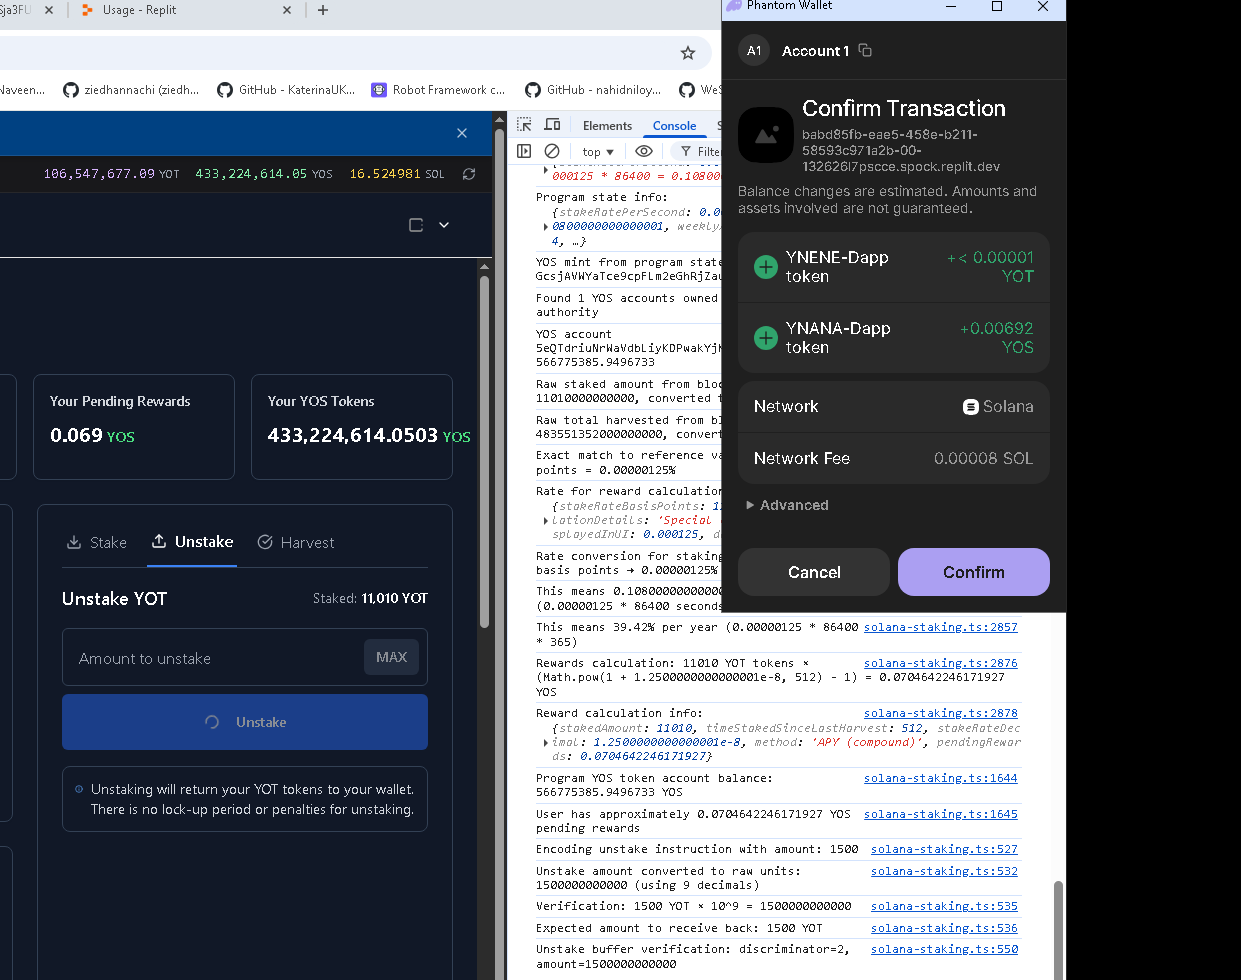 Sja3FU
Usage - Replit
Naveen...
ziedhannachi (ziedh...
GitHub - KaterinaUK...
Robot Framework c...
GitHub - nahidniloy...
106,547,677.09 YOT 433,224,614.05 YOS 16.524981 SOL
Your Pending Rewards
0.069 YOS
Your YOS Tokens
433,224,614.0503 YOS
Stake
Unstake
Harvest
Unstake YOT
Staked: 11,010 YOT
Amount to unstake
MAX
Unstake
Unstaking will return your YOT tokens to your wallet.
There is no lock-up period or penalties for unstaking.
Elements
Console
top
Filte
000125 * 86400 = 0.1080
Program state info:
{stakeRatePerSecond: 0.0
0800000000000001, weekly
4, …}
YOS mint from program state
GcsjAVWYaTce9cpFLm2eGhRjZau
Found 1 YOS accounts owned
authority
YOS account
5eQTdriuNrWaVdbLiyKDPwakYj
566775385.9496733
Raw staked amount from bloc
11010000000000, converted t
Raw total harvested from bl
483551352000000000, convert
Exact match to reference va
points = 0.00000125%
Rate for reward calculation
{stakeRateBasisPoints: 1
lationDetails: 'Special
splayedInUI: 0.000125, d
Rate conversion for staking
basis points → 0.00000125%
This means 0.1080000000000
(0.00000125 * 86400 seconds
This means 39.42% per year (0.00000125 * 86400 solana-staking.ts:2857
* 365)
Rewards calculation: 11010 YOT tokens × solana-staking.ts:2876
(Math.pow(1 + 1.2500000000000001e-8, 512) - 1) = 0.0704642246171927
YOS
Reward calculation info: solana-staking.ts:2878
{stakedAmount: 11010, timeStakedSinceLastHarvest: 512, stakeRateDec
imal: 1.2500000000000001e-8, method: 'APY (compound)', pendingRewar
ds: 0.0704642246171927}
Program YOS token account balance: solana-staking.ts:1644
566775385.9496733 YOS
User has approximately 0.0704642246171927 YOS solana-staking.ts:1645
pending rewards
Encoding unstake instruction with amount: 1500 solana-staking.ts:527
Unstake amount converted to raw units: solana-staking.ts:532
1500000000000 (using 9 decimals)
Verification: 1500 YOT × 10^9 = 1500000000000 solana-staking.ts:535
Expected amount to receive back: 1500 YOT solana-staking.ts:536
Unstake buffer verification: discriminator=2, solana-staking.ts:550
amount=1500000000000
Phantom Wallet
A1
Account 1
Confirm Transaction
babd85fb-eae5-458e-b211-
58593c971a2b-00-
132626l7pscce.spock.replit.dev
Balance changes are estimated. Amounts and
assets involved are not guaranteed.
YNENE-Dapp
token
+< 0.00001
YOT
YNANA-Dapp
token
+0.00692
YOS
Network
Solana
Network Fee
0.00008 SOL
Advanced
Cancel
Confirm